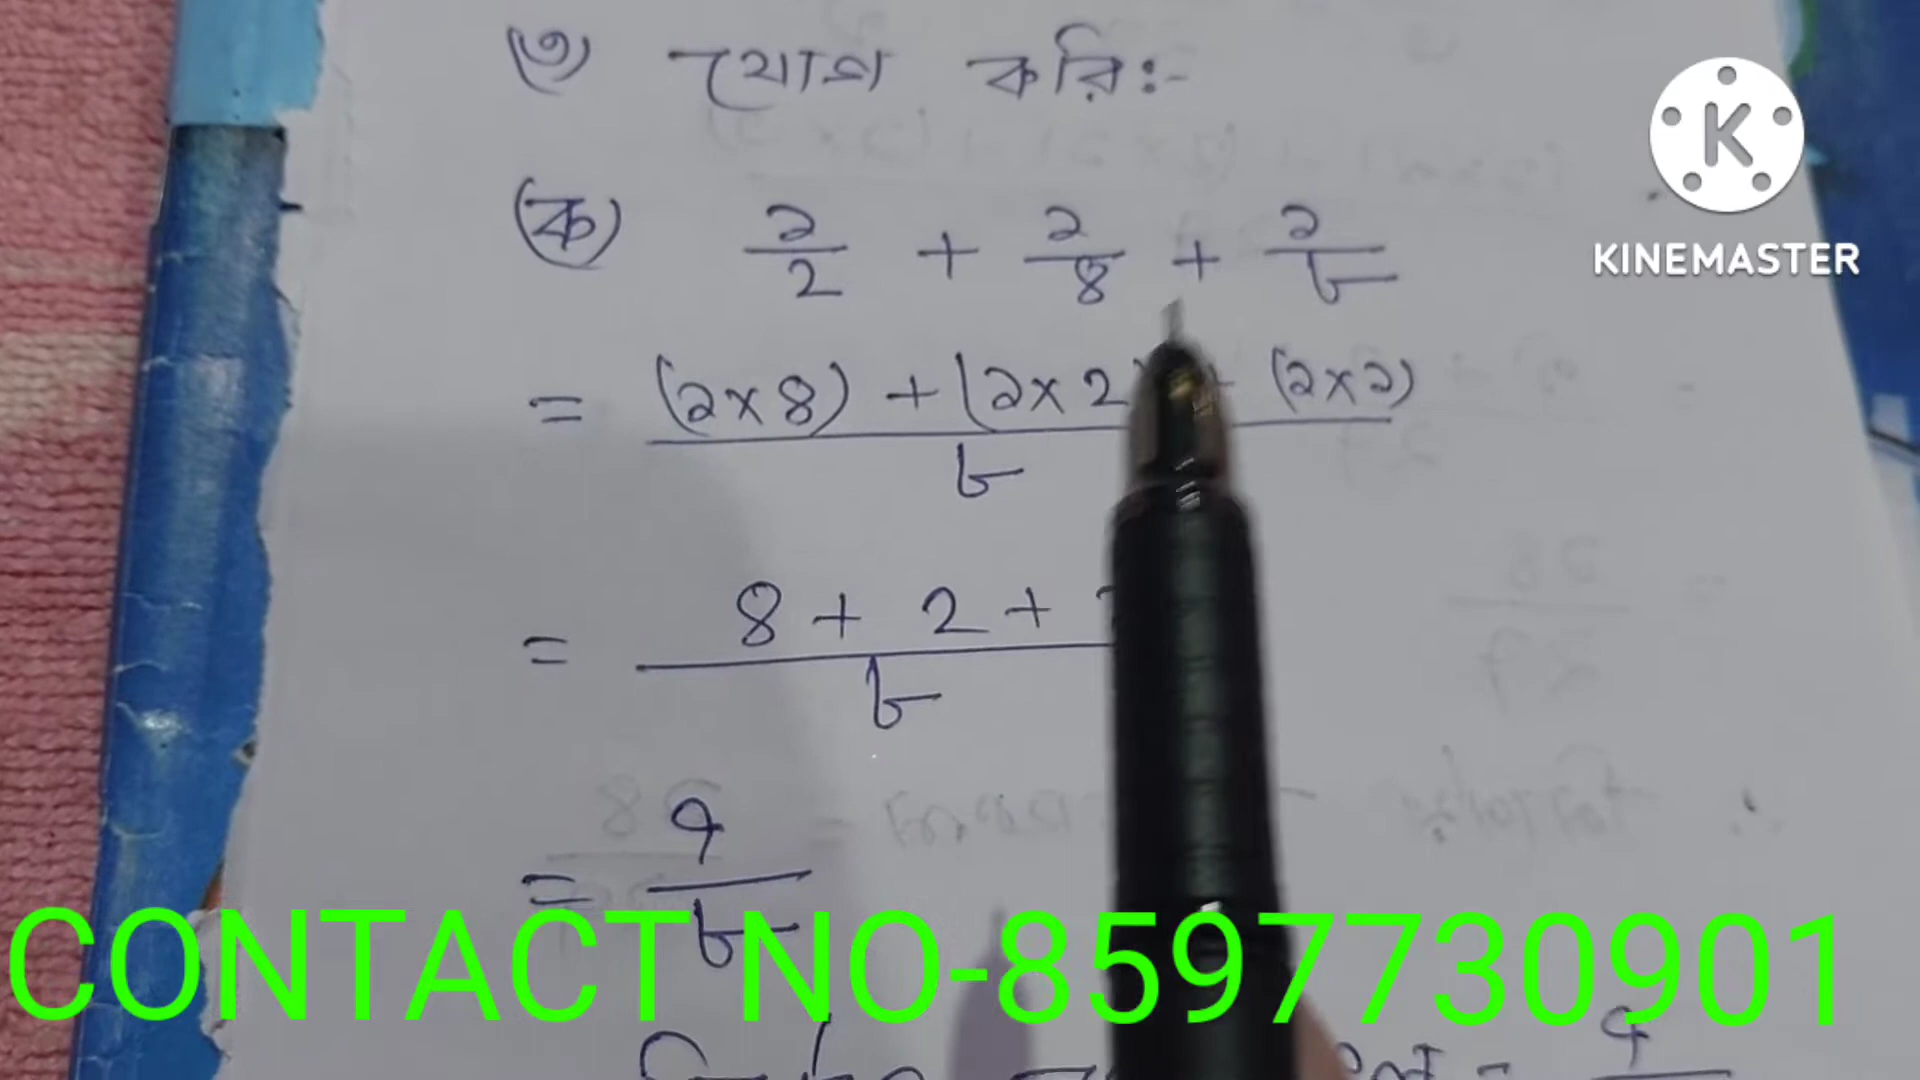 (৩) যোগ করি:-
(ক) ১/২ + ১/৪ + ১/৮
= (১×৪) + (১×২) + (১×১) / ৮
= ৪ + ২ + / ৮
= ৭/৮
= ৭
K
KINEMASTER
CONTACT NO-8597730901